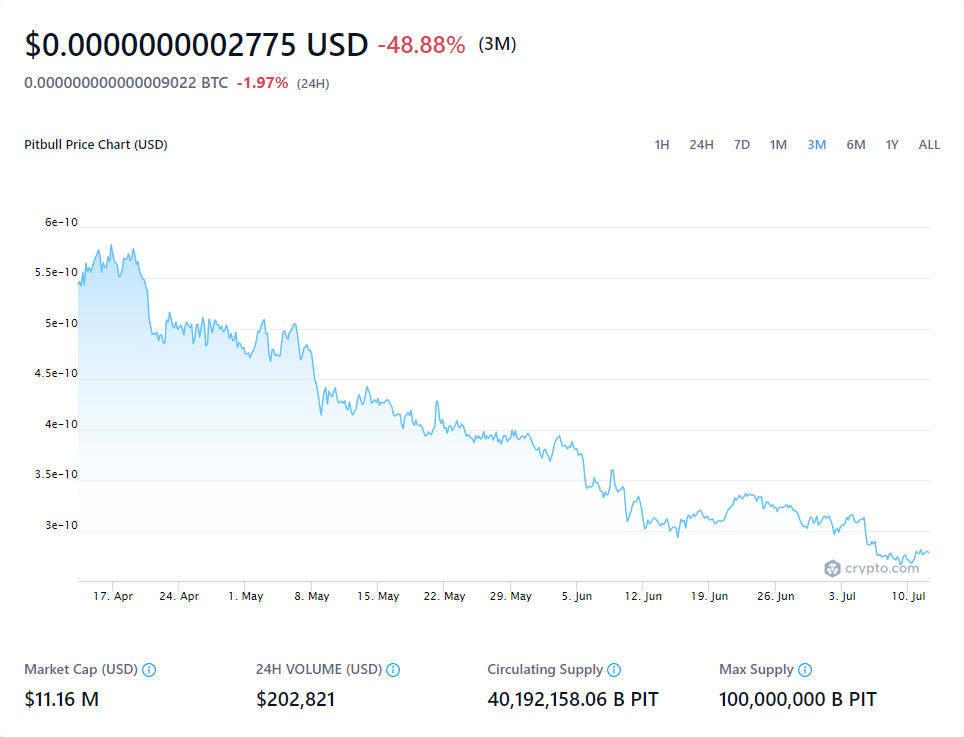 $0.0000000002775 USD -48.88% (3M)
0.000000000000009022 BTC -1.97% (24H)
Pitbull Price Chart (USD) 1H 24H 7D 1M 3M 6M 1Y ALL
6e-10
5.5e-10
5e-10
4.5e-10
4e-10
3.5e-10
3e-10
crypto.com
17. Apr 24. Apr 1. May 8. May 15. May 22. May 29. May 5. Jun 12. Jun 19. Jun 26. Jun 3. Jul 10. Jul
Market Cap (USD) 24H VOLUME (USD) Circulating Supply Max Supply
$11.16 M $202,821 40,192,158.06 B PIT 100,000,000 B PIT